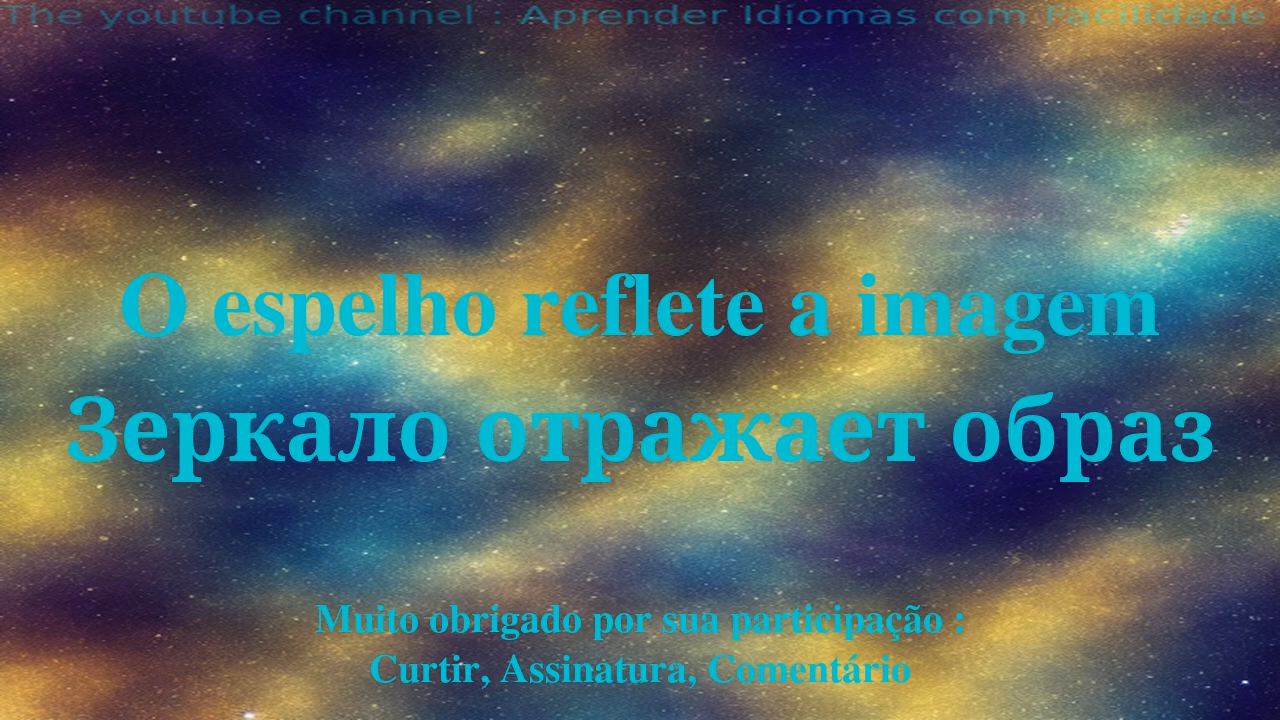 The youtube channel : Aprender Idiomas com Facilidade
O espelho reflete a imagem
Зеркало отражает образ
Muito obrigado por sua participação :
Curtir, Assinatura, Comentário